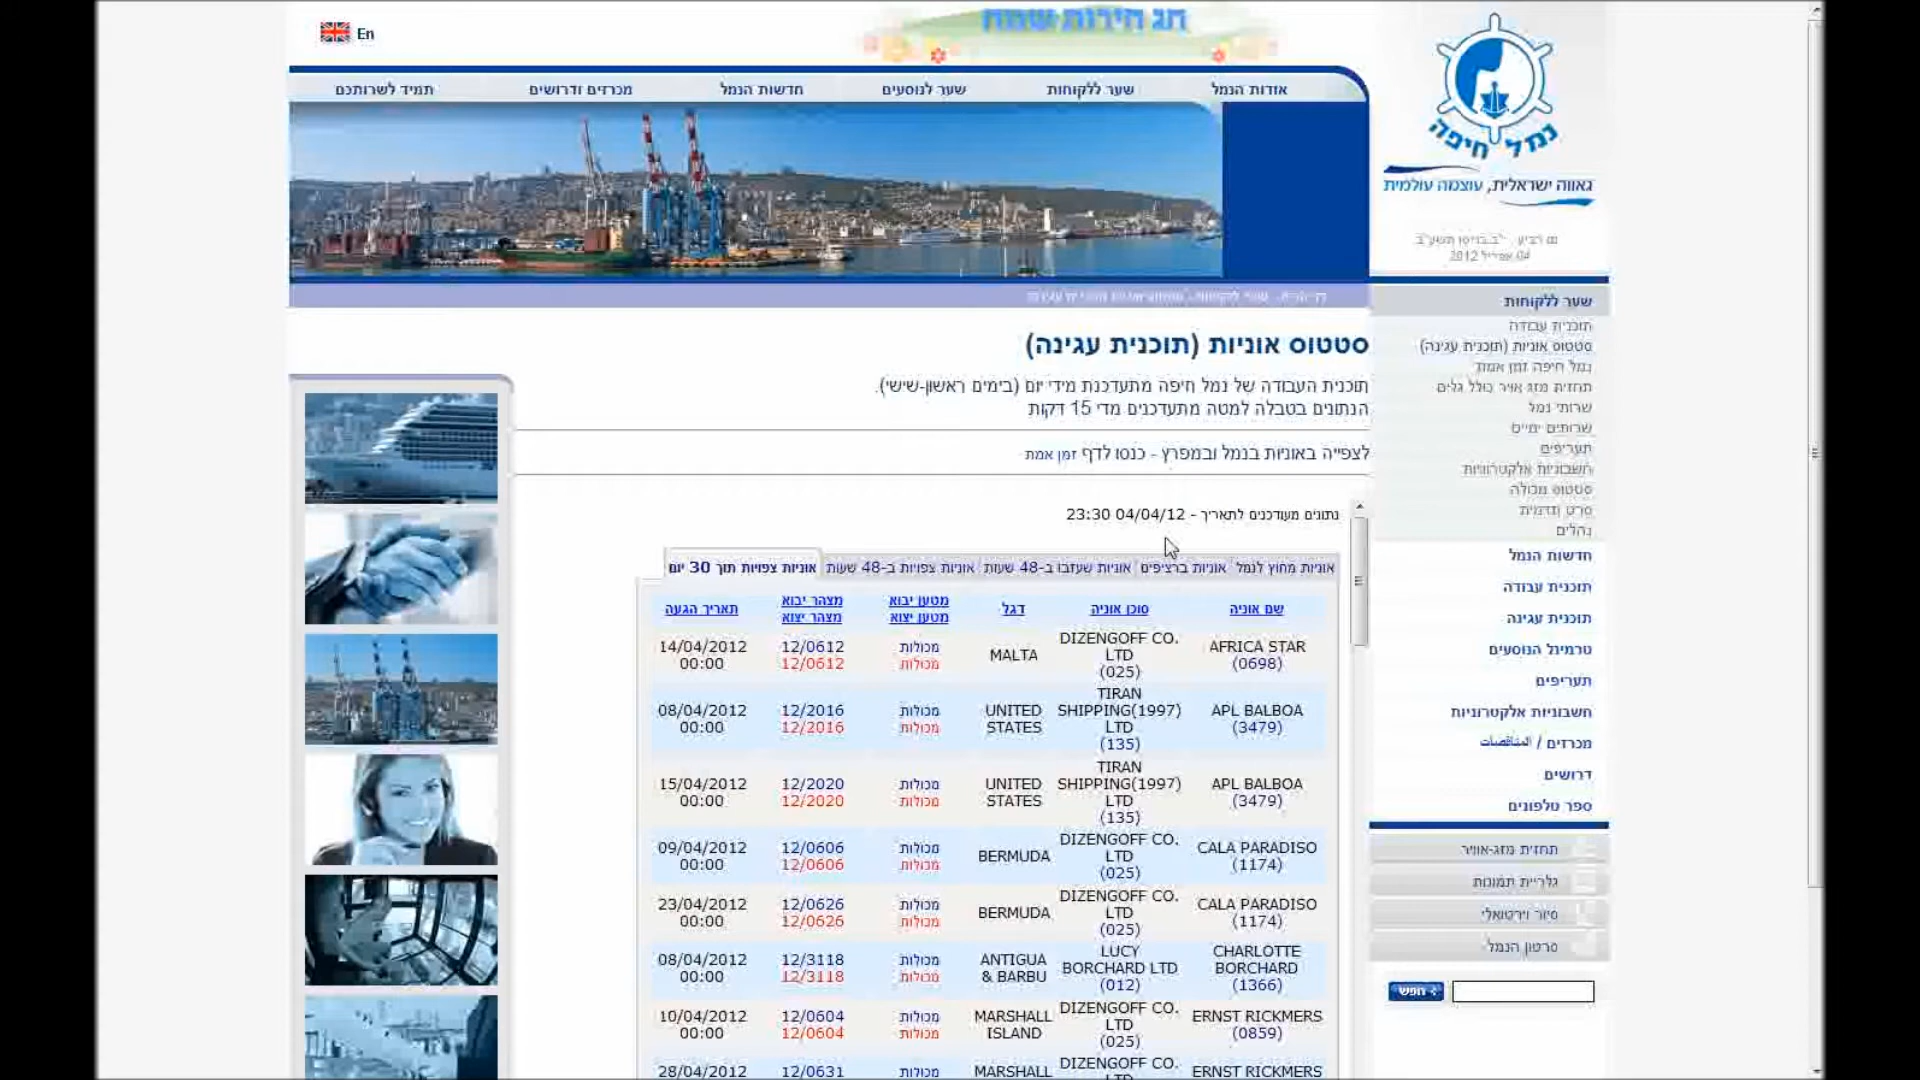 En
חג חירות שמח
אודות הנמל
שער ללקוחות
שער לנוסעים
חדשות הנמל
מכרזים ודרושים
תמיד לשרותכם
נמל חיפה
גאווה ישראלית, עוצמה עולמית
04 אפריל 2012
שער ללקוחות
תוכנית עבודה
סטטוס אוניות (תוכנית עגינה)
נמל חיפה זמן אמת
תחזית מזג אויר כולל גלים
שרותי נמל
שרותים ימיים
תעריפים
חשבוניות אלקטרוניות
סטטוס מכולה
סרט תדמית
נהלים
חדשות הנמל
תוכנית עבודה
תוכנית עגינה
טרמינל הנוסעים
תעריפים
חשבוניות אלקטרוניות
מכרזים / المناقصات
דרושים
ספר טלפונים
תחזית מזג-אוויר
גלריית תמונות
סיור וירטואלי
סרטון הנמל
חפש
סטטוס אוניות (תוכנית עגינה)
תוכנית העבודה של נמל חיפה מתעדכנת מידי יום (בימים ראשון-שישי).
הנתונים בטבלה למטה מתעדכנים מדי 15 דקות
לצפייה באוניות בנמל ובמפרץ - כנסו לדף זמן אמת
נתונים מעודכנים לתאריך - 04/04/12 23:30
אוניות מחוץ לנמל
אוניות ברציפים
אוניות שעזבו ב-48 שעות
אוניות צפויות ב-48 שעות
אוניות צפויות תוך 30 יום
שם אוניה
סוכן אוניה
דגל
מטען יבוא
מטען יצוא
מצהר יבוא
מצהר יצוא
תאריך הגעה
AFRICA STAR
(0698)
DIZENGOFF CO.
LTD
(025)
MALTA
מכולות
מכולות
12/0612
12/0612
14/04/2012
00:00
APL BALBOA
(3479)
TIRAN
SHIPPING(1997)
LTD
(135)
UNITED
STATES
מכולות
מכולות
12/2016
12/2016
08/04/2012
00:00
APL BALBOA
(3479)
TIRAN
SHIPPING(1997)
LTD
(135)
UNITED
STATES
מכולות
מכולות
12/2020
12/2020
15/04/2012
00:00
CALA PARADISO
(1174)
DIZENGOFF CO.
LTD
(025)
BERMUDA
מכולות
מכולות
12/0606
12/0606
09/04/2012
00:00
CALA PARADISO
(1174)
DIZENGOFF CO.
LTD
(025)
BERMUDA
מכולות
מכולות
12/0626
12/0626
23/04/2012
00:00
CHARLOTTE
BORCHARD
(1366)
LUCY
BORCHARD LTD
(012)
ANTIGUA
& BARBU
מכולות
מכולות
12/3118
12/3118
08/04/2012
00:00
ERNST RICKMERS
(0859)
DIZENGOFF CO.
LTD
(025)
MARSHALL
ISLAND
מכולות
מכולות
12/0604
12/0604
10/04/2012
00:00
ERNST RICKMERS
DIZENGOFF CO.
MARSHALL
מכולות
12/0631
28/04/2012